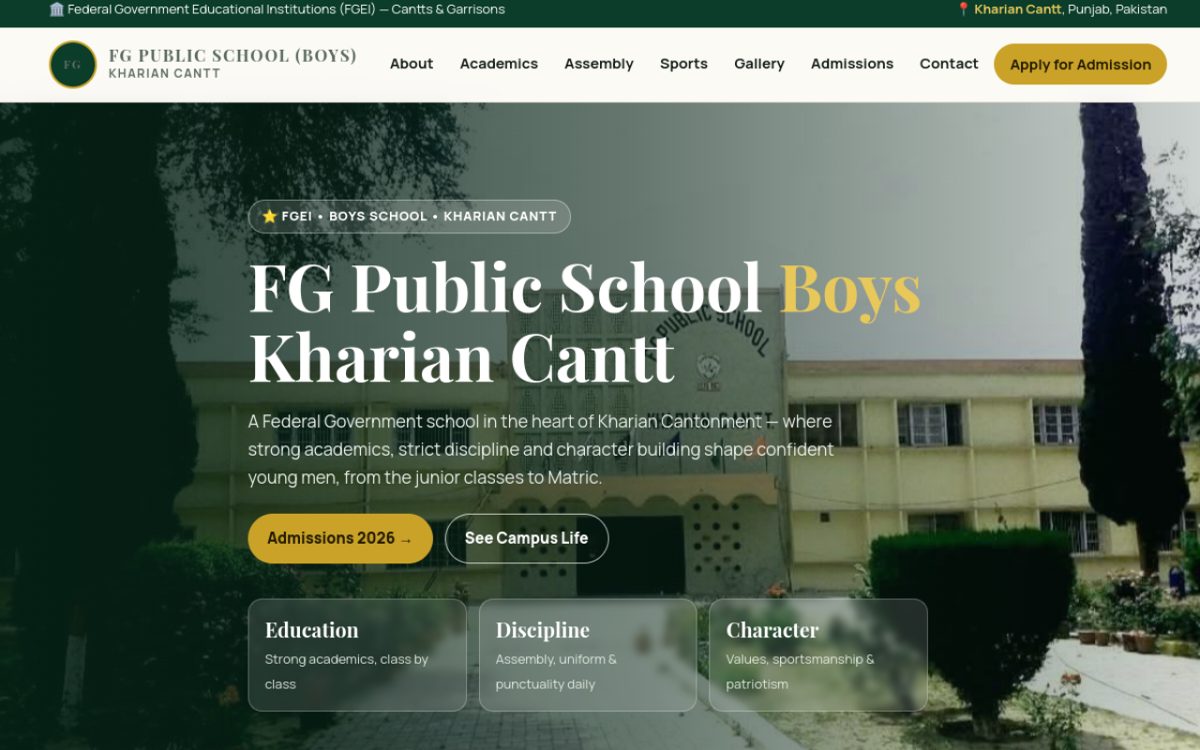 🏛️ Federal Government Educational Institutions (FGEI) — Cantts & Garrisons
📍 Kharian Cantt, Punjab, Pakistan
FG
FG PUBLIC SCHOOL (BOYS)
KHARIAN CANTT
About
Academics
Assembly
Sports
Gallery
Admissions
Contact
Apply for Admission
⭐ FGEI • BOYS SCHOOL • KHARIAN CANTT
FG Public School Boys
Kharian Cantt
PUBLIC SCHOOL
KHARIAN CANTT
A Federal Government school in the heart of Kharian Cantonment — where
strong academics, strict discipline and character building shape confident
young men, from the junior classes to Matric.
Admissions 2026 →
See Campus Life
Education
Strong academics, class by
class
Discipline
Assembly, uniform &
punctuality daily
Character
Values, sportsmanship &
patriotism